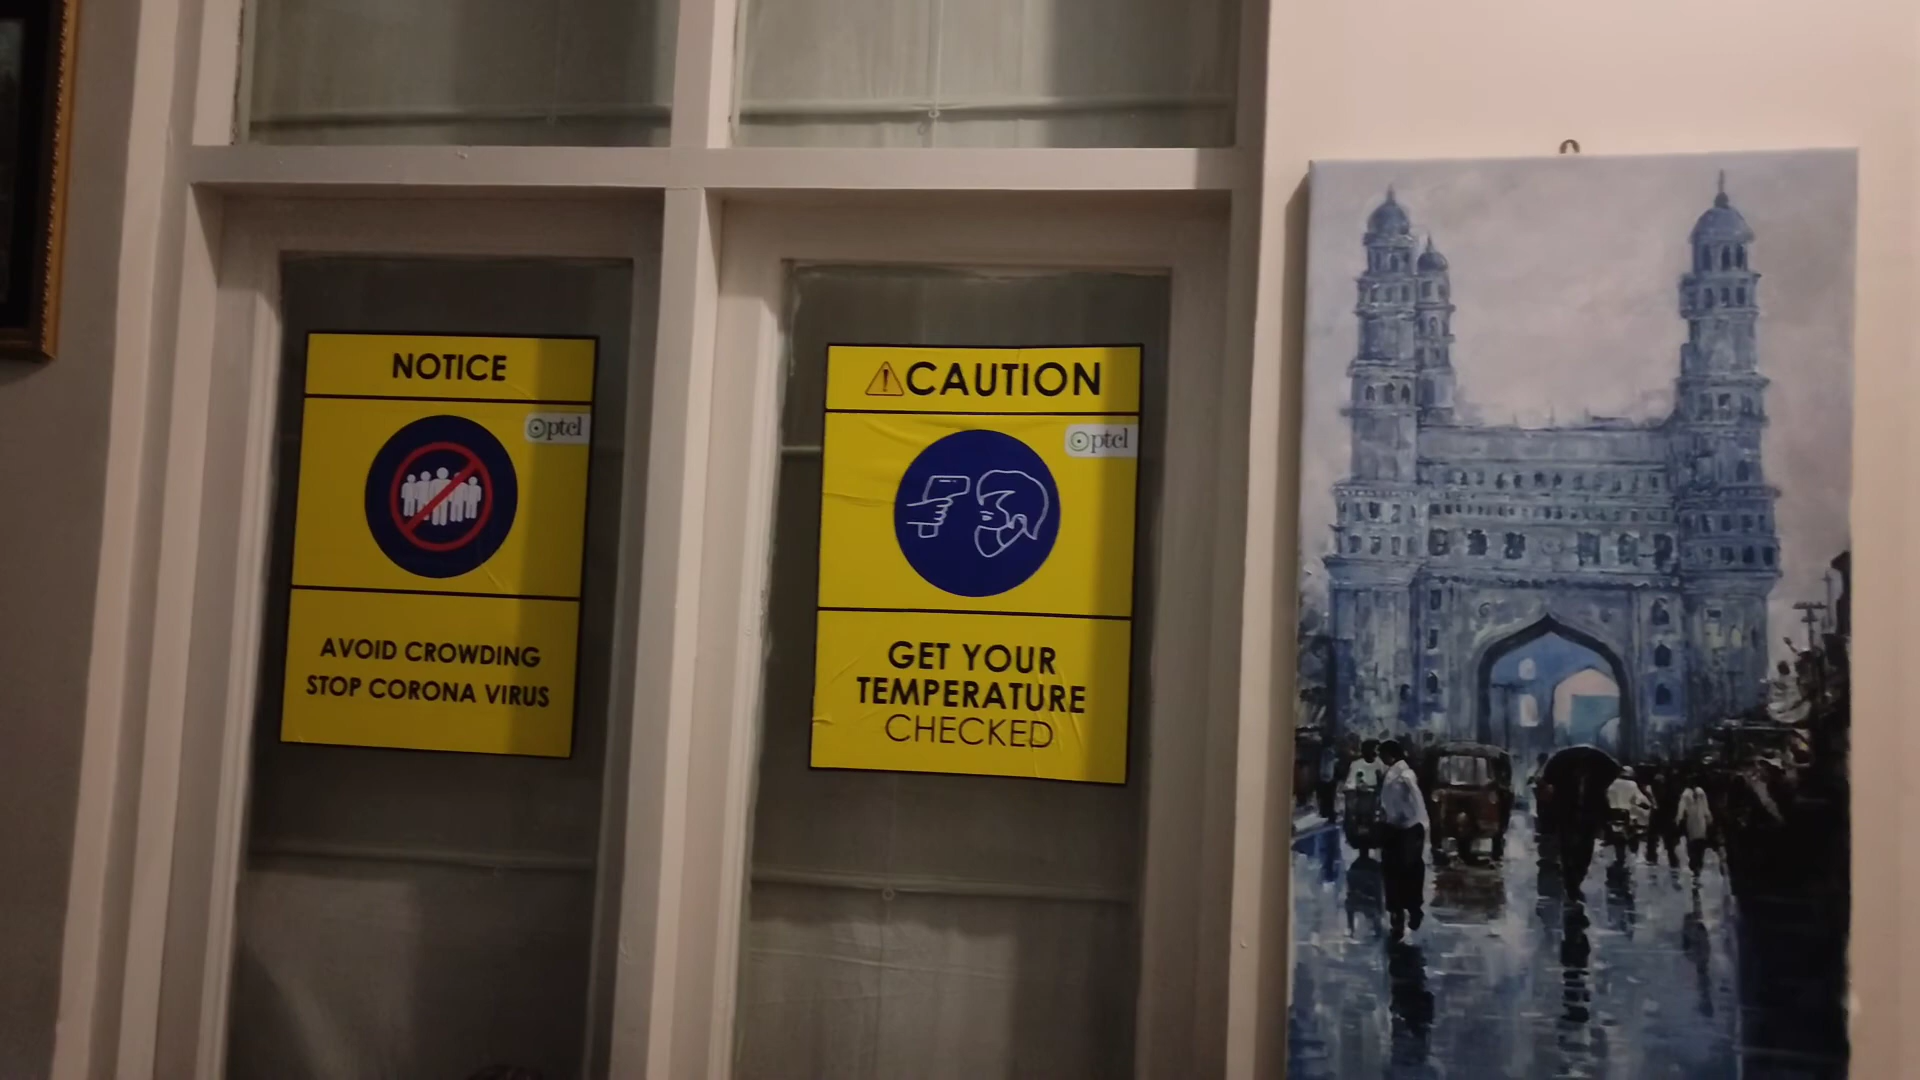 NOTICE
ptcl
AVOID CROWDING
STOP CORONA VIRUS
CAUTION
ptcl
GET YOUR
TEMPERATURE
CHECKED